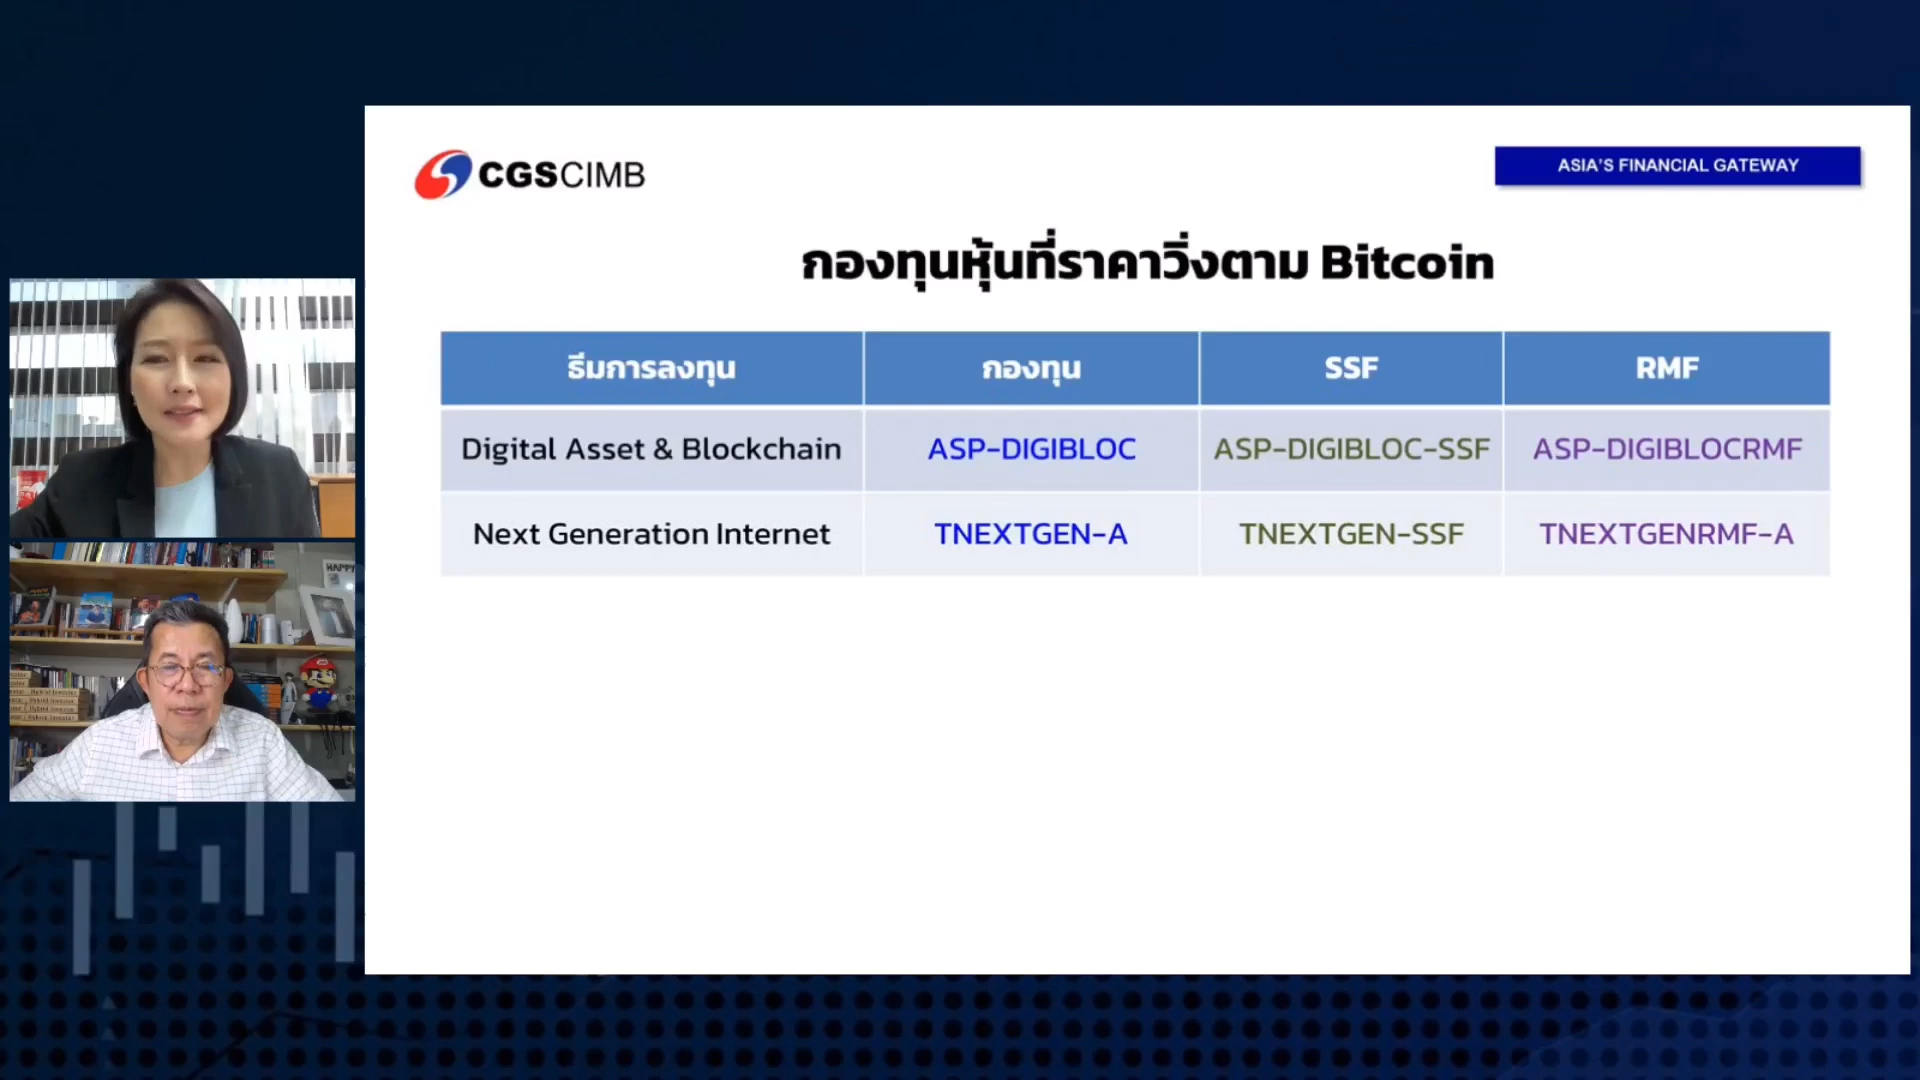 CGSCIMB
ASIA'S FINANCIAL GATEWAY
กองทุนหุ้นที่ราคาวิ่งตาม Bitcoin
ธีมการลงทุน กองทุน SSF RMF
Digital Asset & Blockchain ASP-DIGIBLOC ASP-DIGIBLOC-SSF ASP-DIGIBLOCRMF
Next Generation Internet TNEXTGEN-A TNEXTGEN-SSF TNEXTGENRMF-A
HAPPY